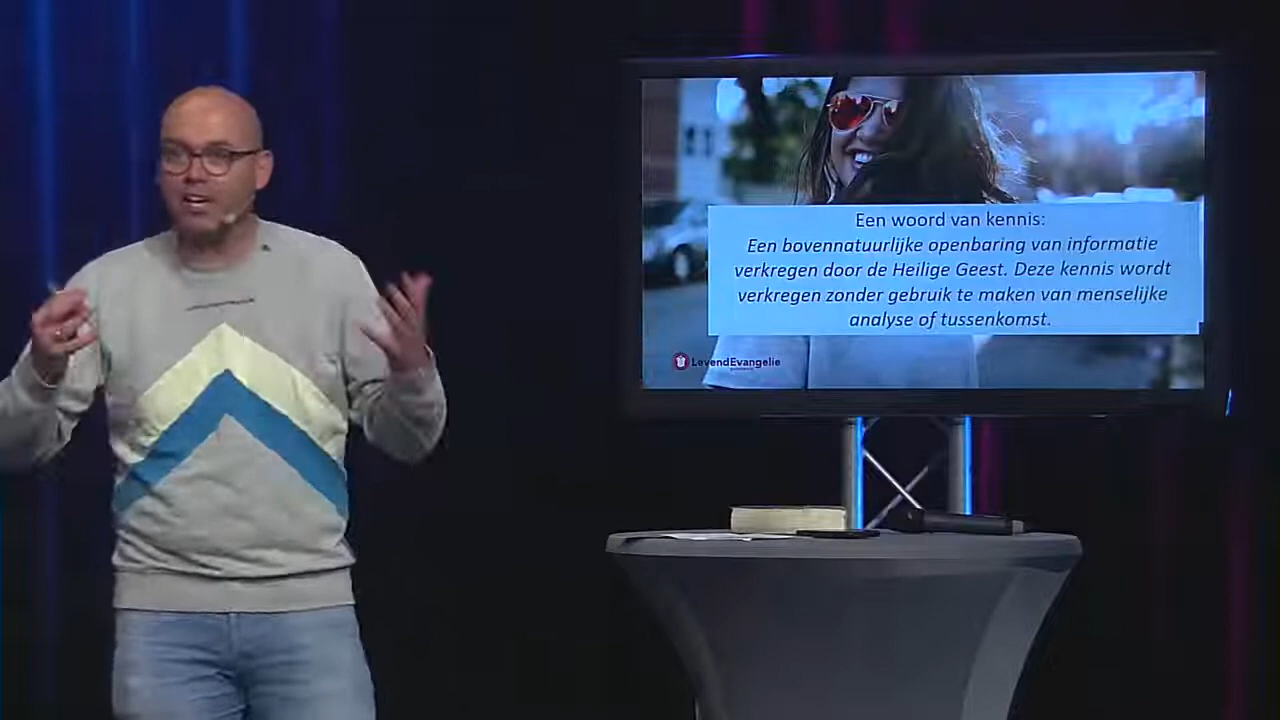 Een woord van kennis:
Een bovennatuurlijke openbaring van informatie
verkregen door de Heilige Geest. Deze kennis wordt
verkregen zonder gebruik te maken van menselijke
analyse of tussenkomst.
LevendEvangelie